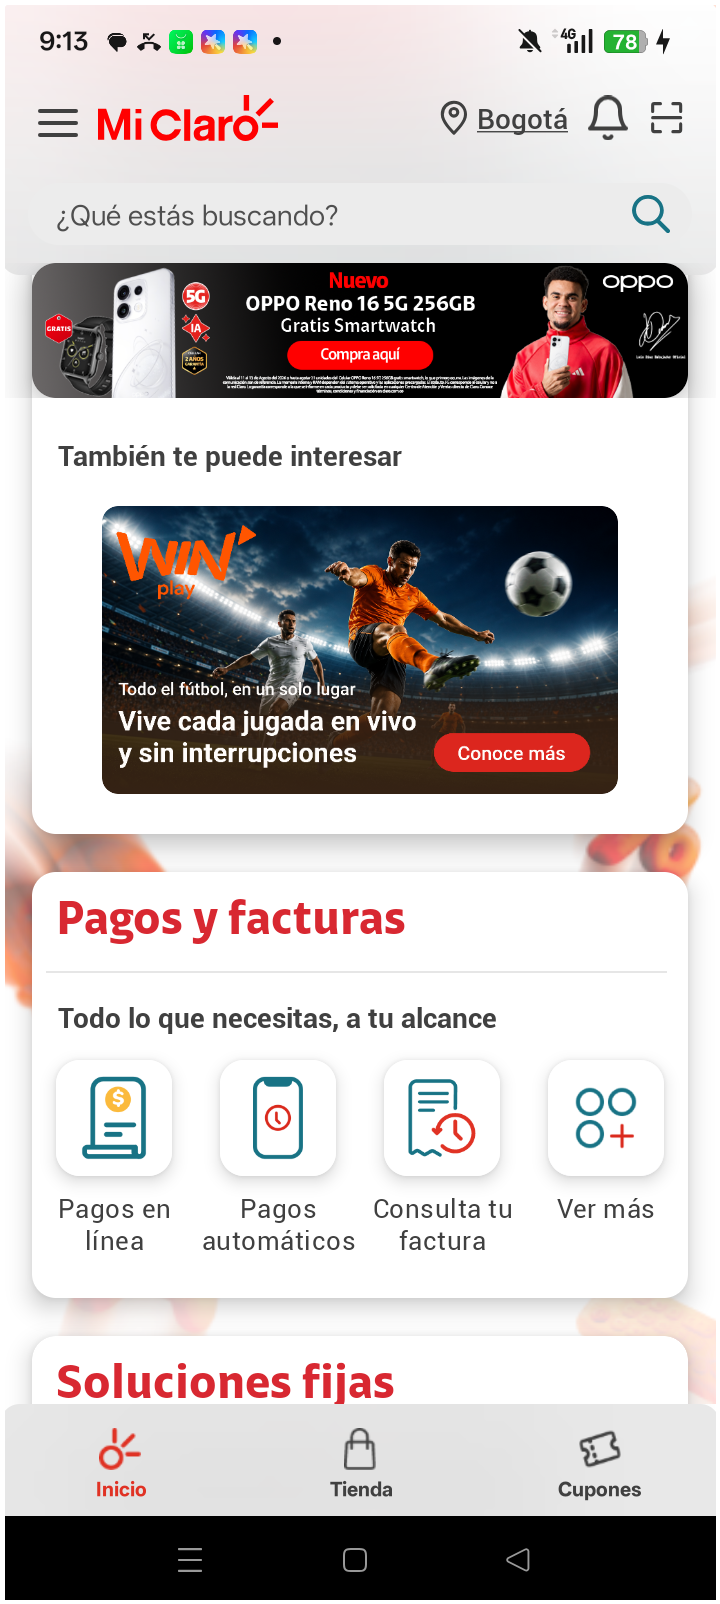 9:13
4G
78
Mi Claro
Bogotá
¿Qué estás buscando?
Nuevo
OPPO Reno 16 5G 256GB
Gratis Smartwatch
Compra aquí
GRATIS
5G
IA
2 AÑOS
oppo
También te puede interesar
WIN
play
Todo el fútbol, en un solo lugar
Vive cada jugada en vivo
y sin interrupciones
Conoce más
Pagos y facturas
Todo lo que necesitas, a tu alcance
Pagos en
línea
Pagos
automáticos
Consulta tu
factura
Ver más
Soluciones fijas
Inicio
Tienda
Cupones